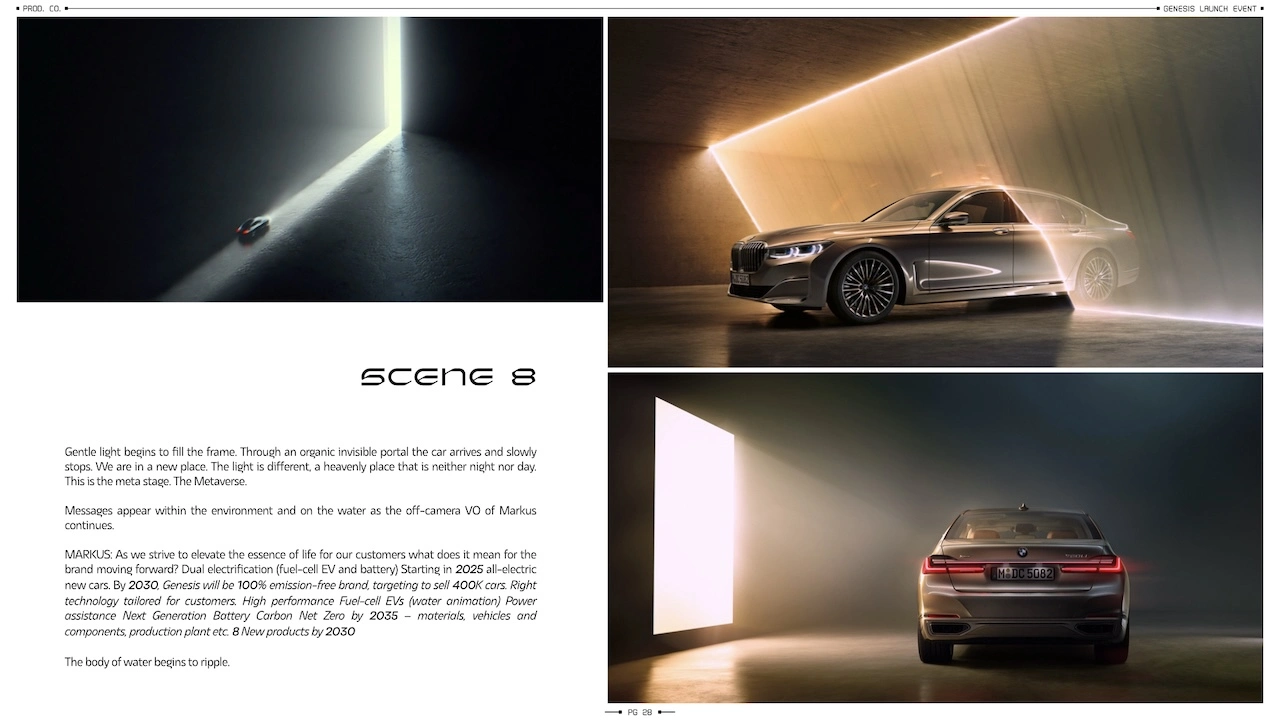 PROD. CO.
GENESIS LAUNCH EVENT
SCENE 8
Gentle light begins to fill the frame. Through an organic invisible portal the car arrives and slowly
stops. We are in a new place. The light is different, a heavenly place that is neither night nor day.
This is the meta stage. The Metaverse.
Messages appear within the environment and on the water as the off-camera VO of Markus
continues.
MARKUS: As we strive to elevate the essence of life for our customers what does it mean for the
brand moving forward? Dual electrification (fuel-cell EV and battery) Starting in 2025 all-electric
new cars. By 2030, Genesis will be 100% emission-free brand, targeting to sell 400K cars. Right
technology tailored for customers. High performance Fuel-cell EVs (water animation) Power
assistance Next Generation Battery Carbon Net Zero by 2035 – materials, vehicles and
components, production plant etc. 8 New products by 2030
The body of water begins to ripple.
M DC 5082
PG 28